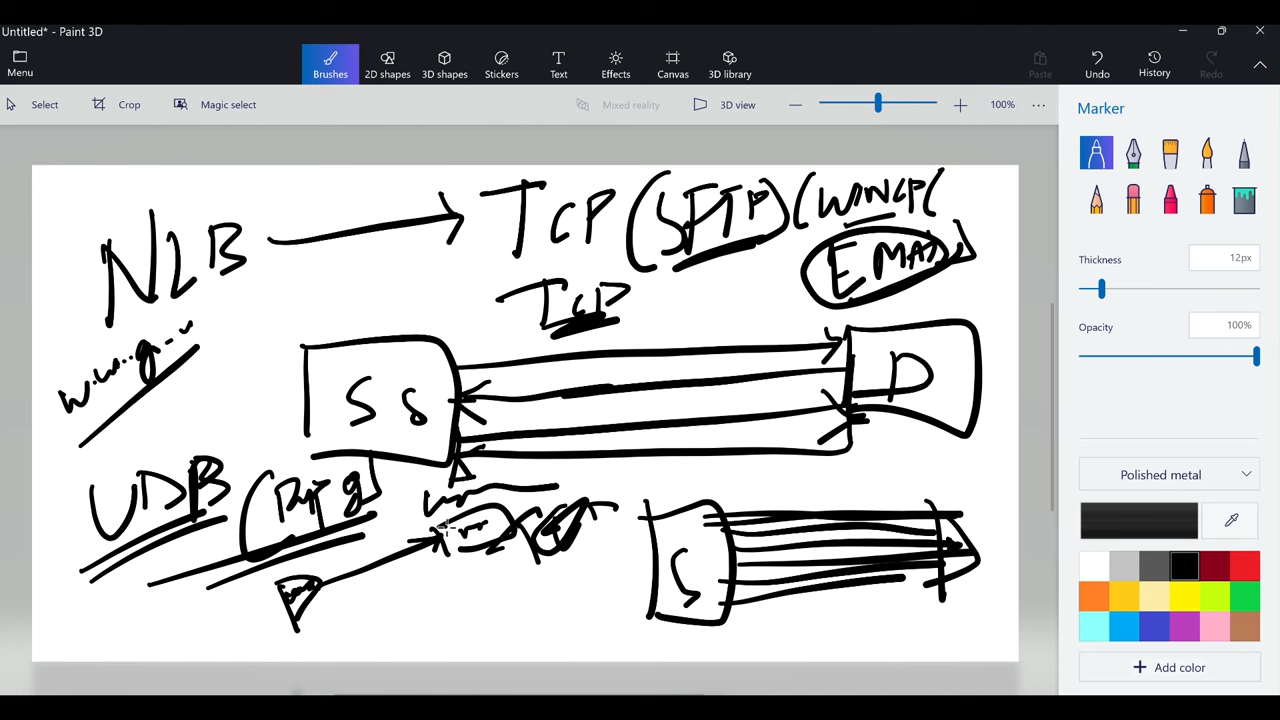 Untitled* - Paint 3D
Menu
Brushes
2D shapes
3D shapes
Stickers
Text
Effects
Canvas
3D library
Paste
Undo
History
Redo
Select
Crop
Magic select
Mixed reality
3D view
100%
Marker
Thickness
12px
Opacity
100%
Polished metal
Add color
NLB
TCP (SFTP) (WINCP(
EMAIL
TCP
w.w.g
S S
D
UDB
S